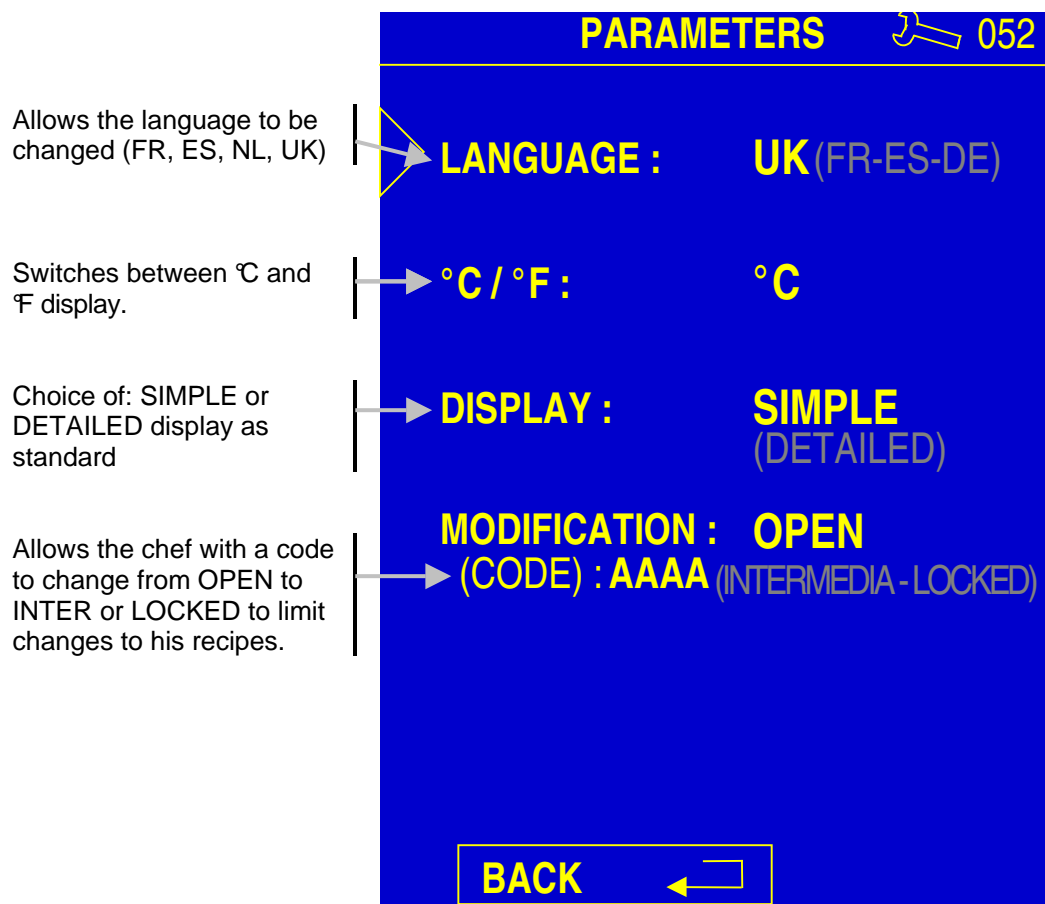 PARAMETERS 052
Allows the language to be
changed (FR, ES, NL, UK)
LANGUAGE : UK (FR-ES-DE)
Switches between °C and
°F display.
°C / °F : °C
Choice of: SIMPLE or
DETAILED display as
standard
DISPLAY : SIMPLE
(DETAILED)
Allows the chef with a code
to change from OPEN to
INTER or LOCKED to limit
changes to his recipes.
MODIFICATION : OPEN
(CODE) : AAAA (INTERMEDIA - LOCKED)
BACK